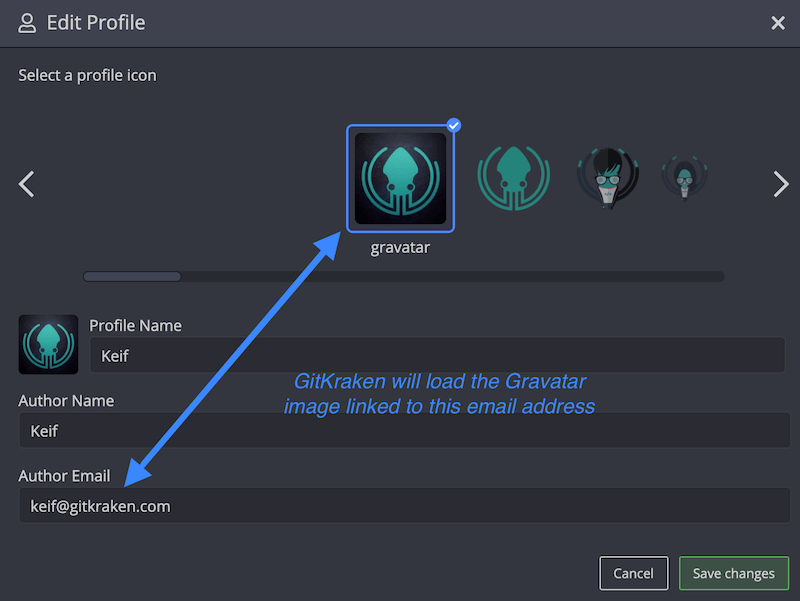 Edit Profile
Select a profile icon
gravatar
Profile Name
Keif
GitKraken will load the Gravatar
image linked to this email address
Author Name
Keif
Author Email
keif@gitkraken.com
Cancel
Save changes